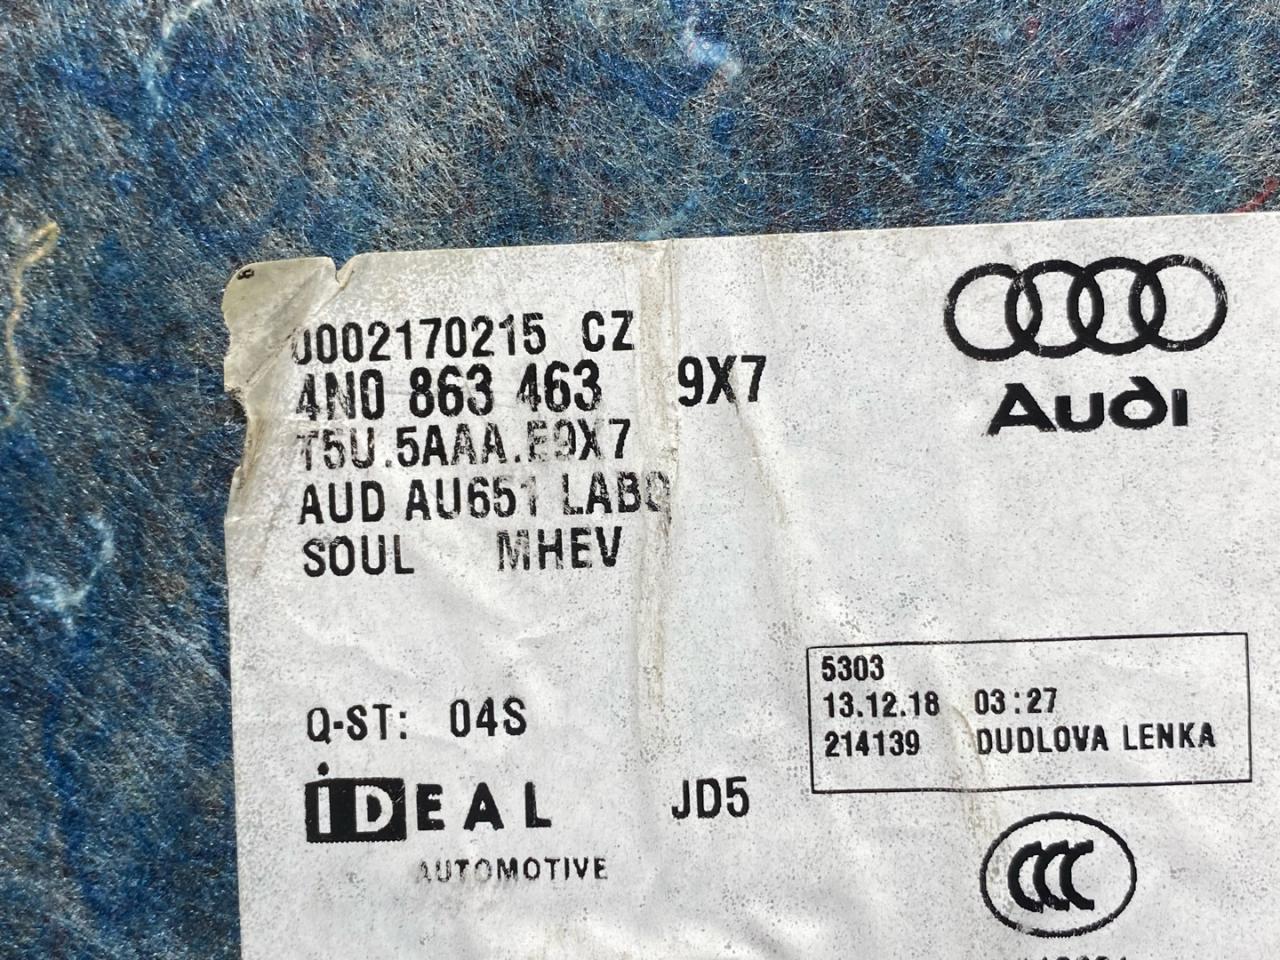 0002170215 CZ
4N0 863 463 9X7
T5U.5AAA.E9X7
AUD AU651 LABO
SOUL MHEV
Audi
5303
13.12.18 03:27
214139 DUDLOVA LENKA
Q-ST: 04S
iDEAL JD5
AUTOMOTIVE
CCC